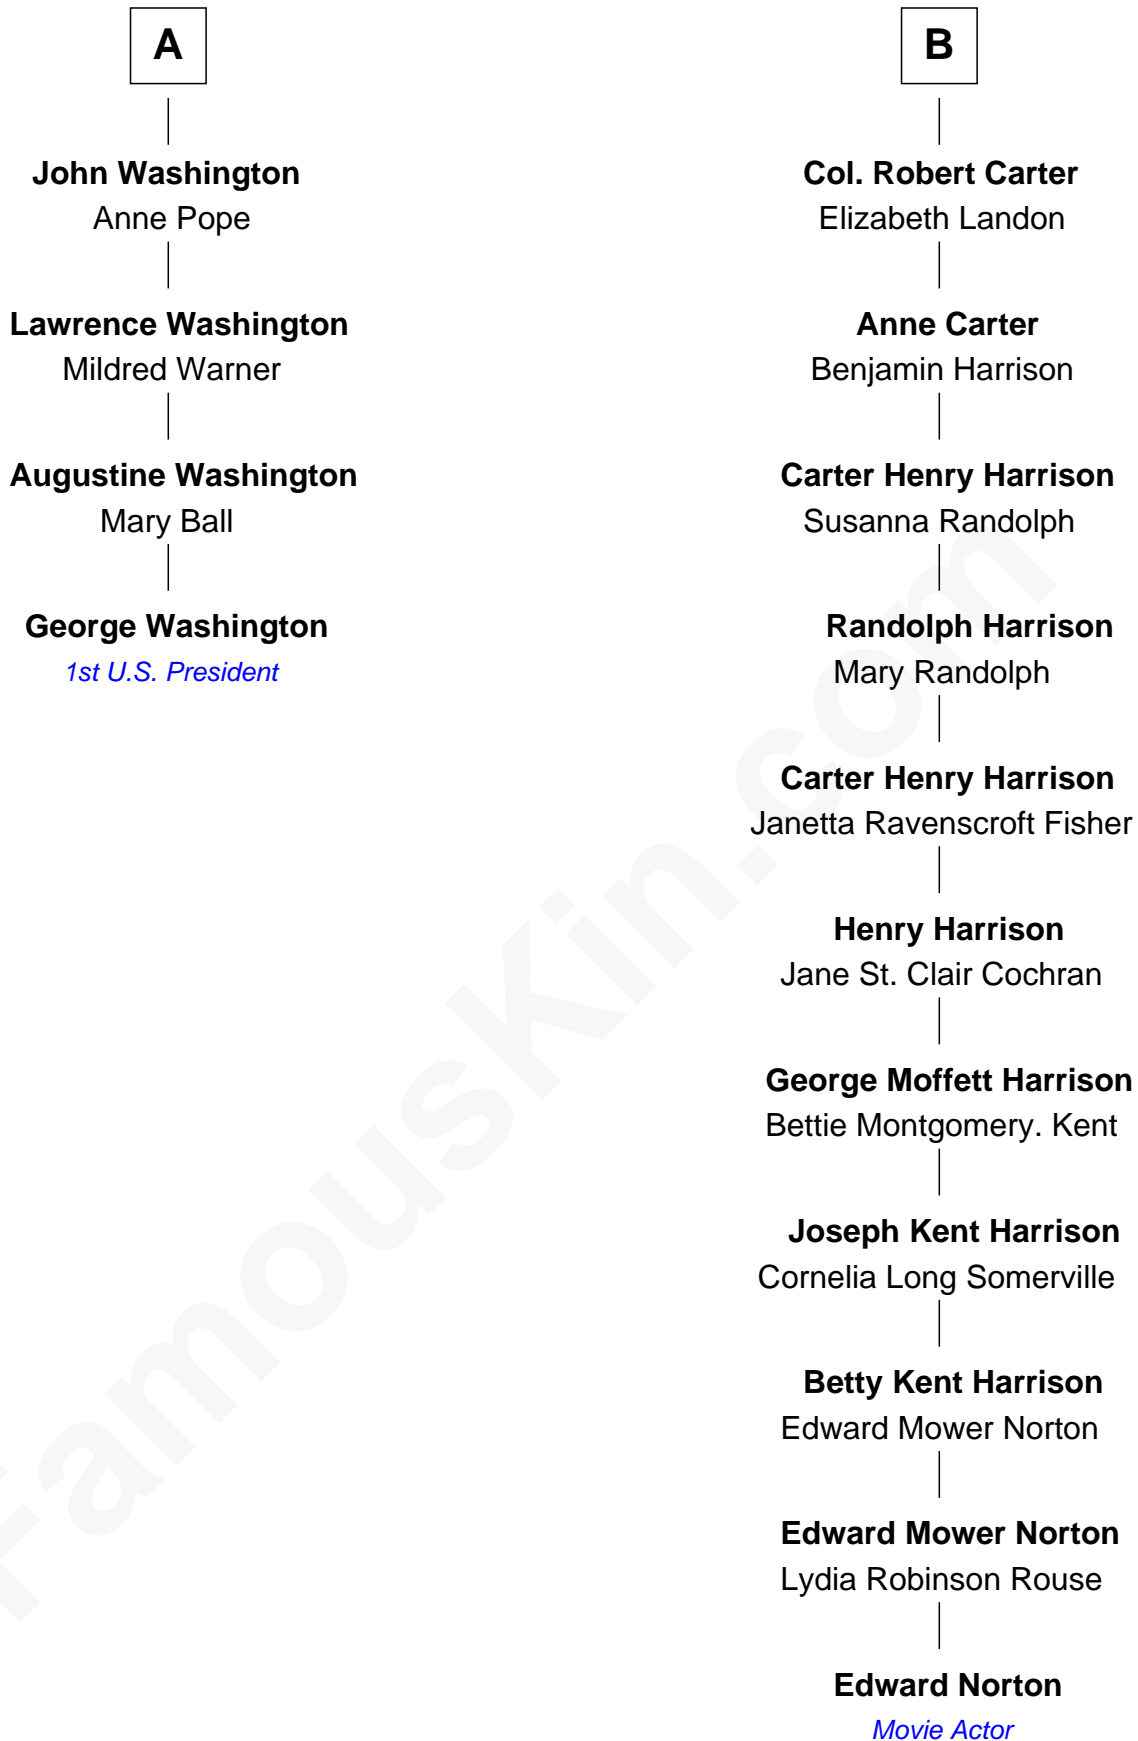 A
John Washington
Anne Pope
Lawrence Washington
Mildred Warner
Augustine Washington
Mary Ball
George Washington
1st U.S. President
B
Col. Robert Carter
Elizabeth Landon
Anne Carter
Benjamin Harrison
Carter Henry Harrison
Susanna Randolph
Randolph Harrison
Mary Randolph
Carter Henry Harrison
Janetta Ravenscroft Fisher
Henry Harrison
Jane St. Clair Cochran
George Moffett Harrison
Bettie Montgomery. Kent
Joseph Kent Harrison
Cornelia Long Somerville
Betty Kent Harrison
Edward Mower Norton
Edward Mower Norton
Lydia Robinson Rouse
Edward Norton
Movie Actor
FamousKin.com